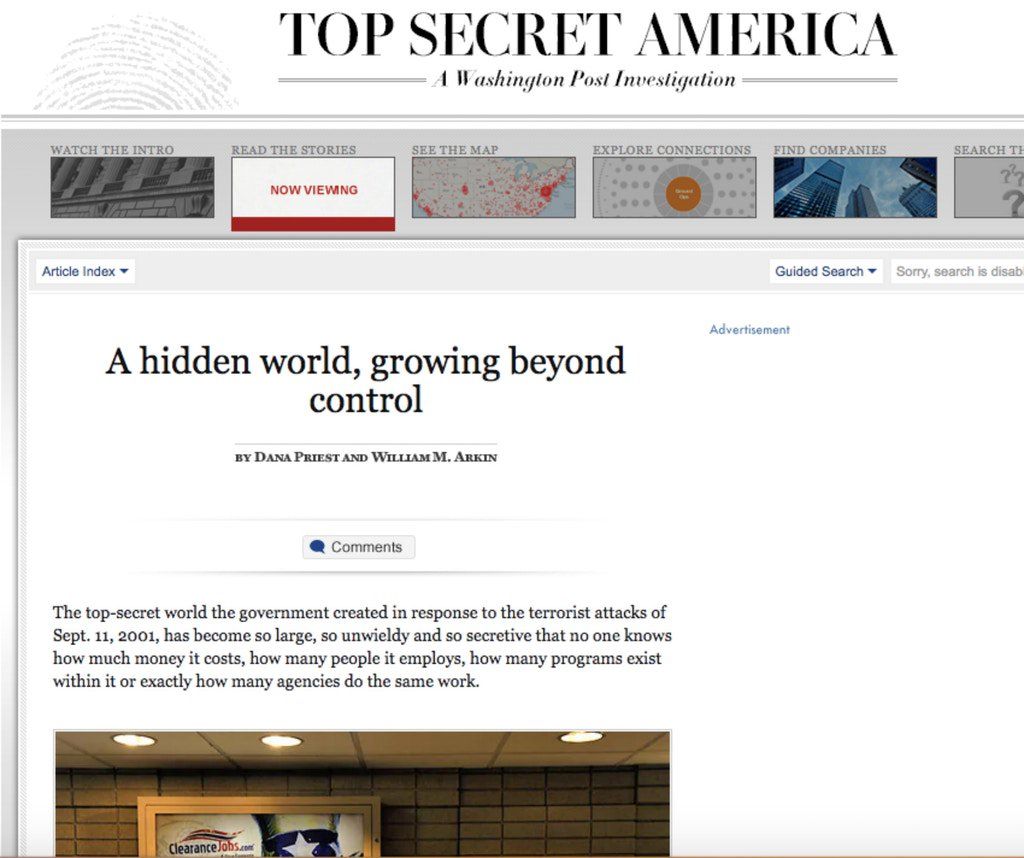 TOP SECRET AMERICA
A Washington Post Investigation
WATCH THE INTRO
READ THE STORIES
SEE THE MAP
EXPLORE CONNECTIONS
FIND COMPANIES
SEARCH TH
NOW VIEWING
Ground
Ops
???
Article Index
Guided Search
Sorry, search is disab
Advertisement
A hidden world, growing beyond
control
BY DANA PRIEST AND WILLIAM M. ARKIN
Comments
The top-secret world the government created in response to the terrorist attacks of
Sept. 11, 2001, has become so large, so unwieldy and so secretive that no one knows
how much money it costs, how many people it employs, how many programs exist
within it or exactly how many agencies do the same work.
ClearanceJobs.com